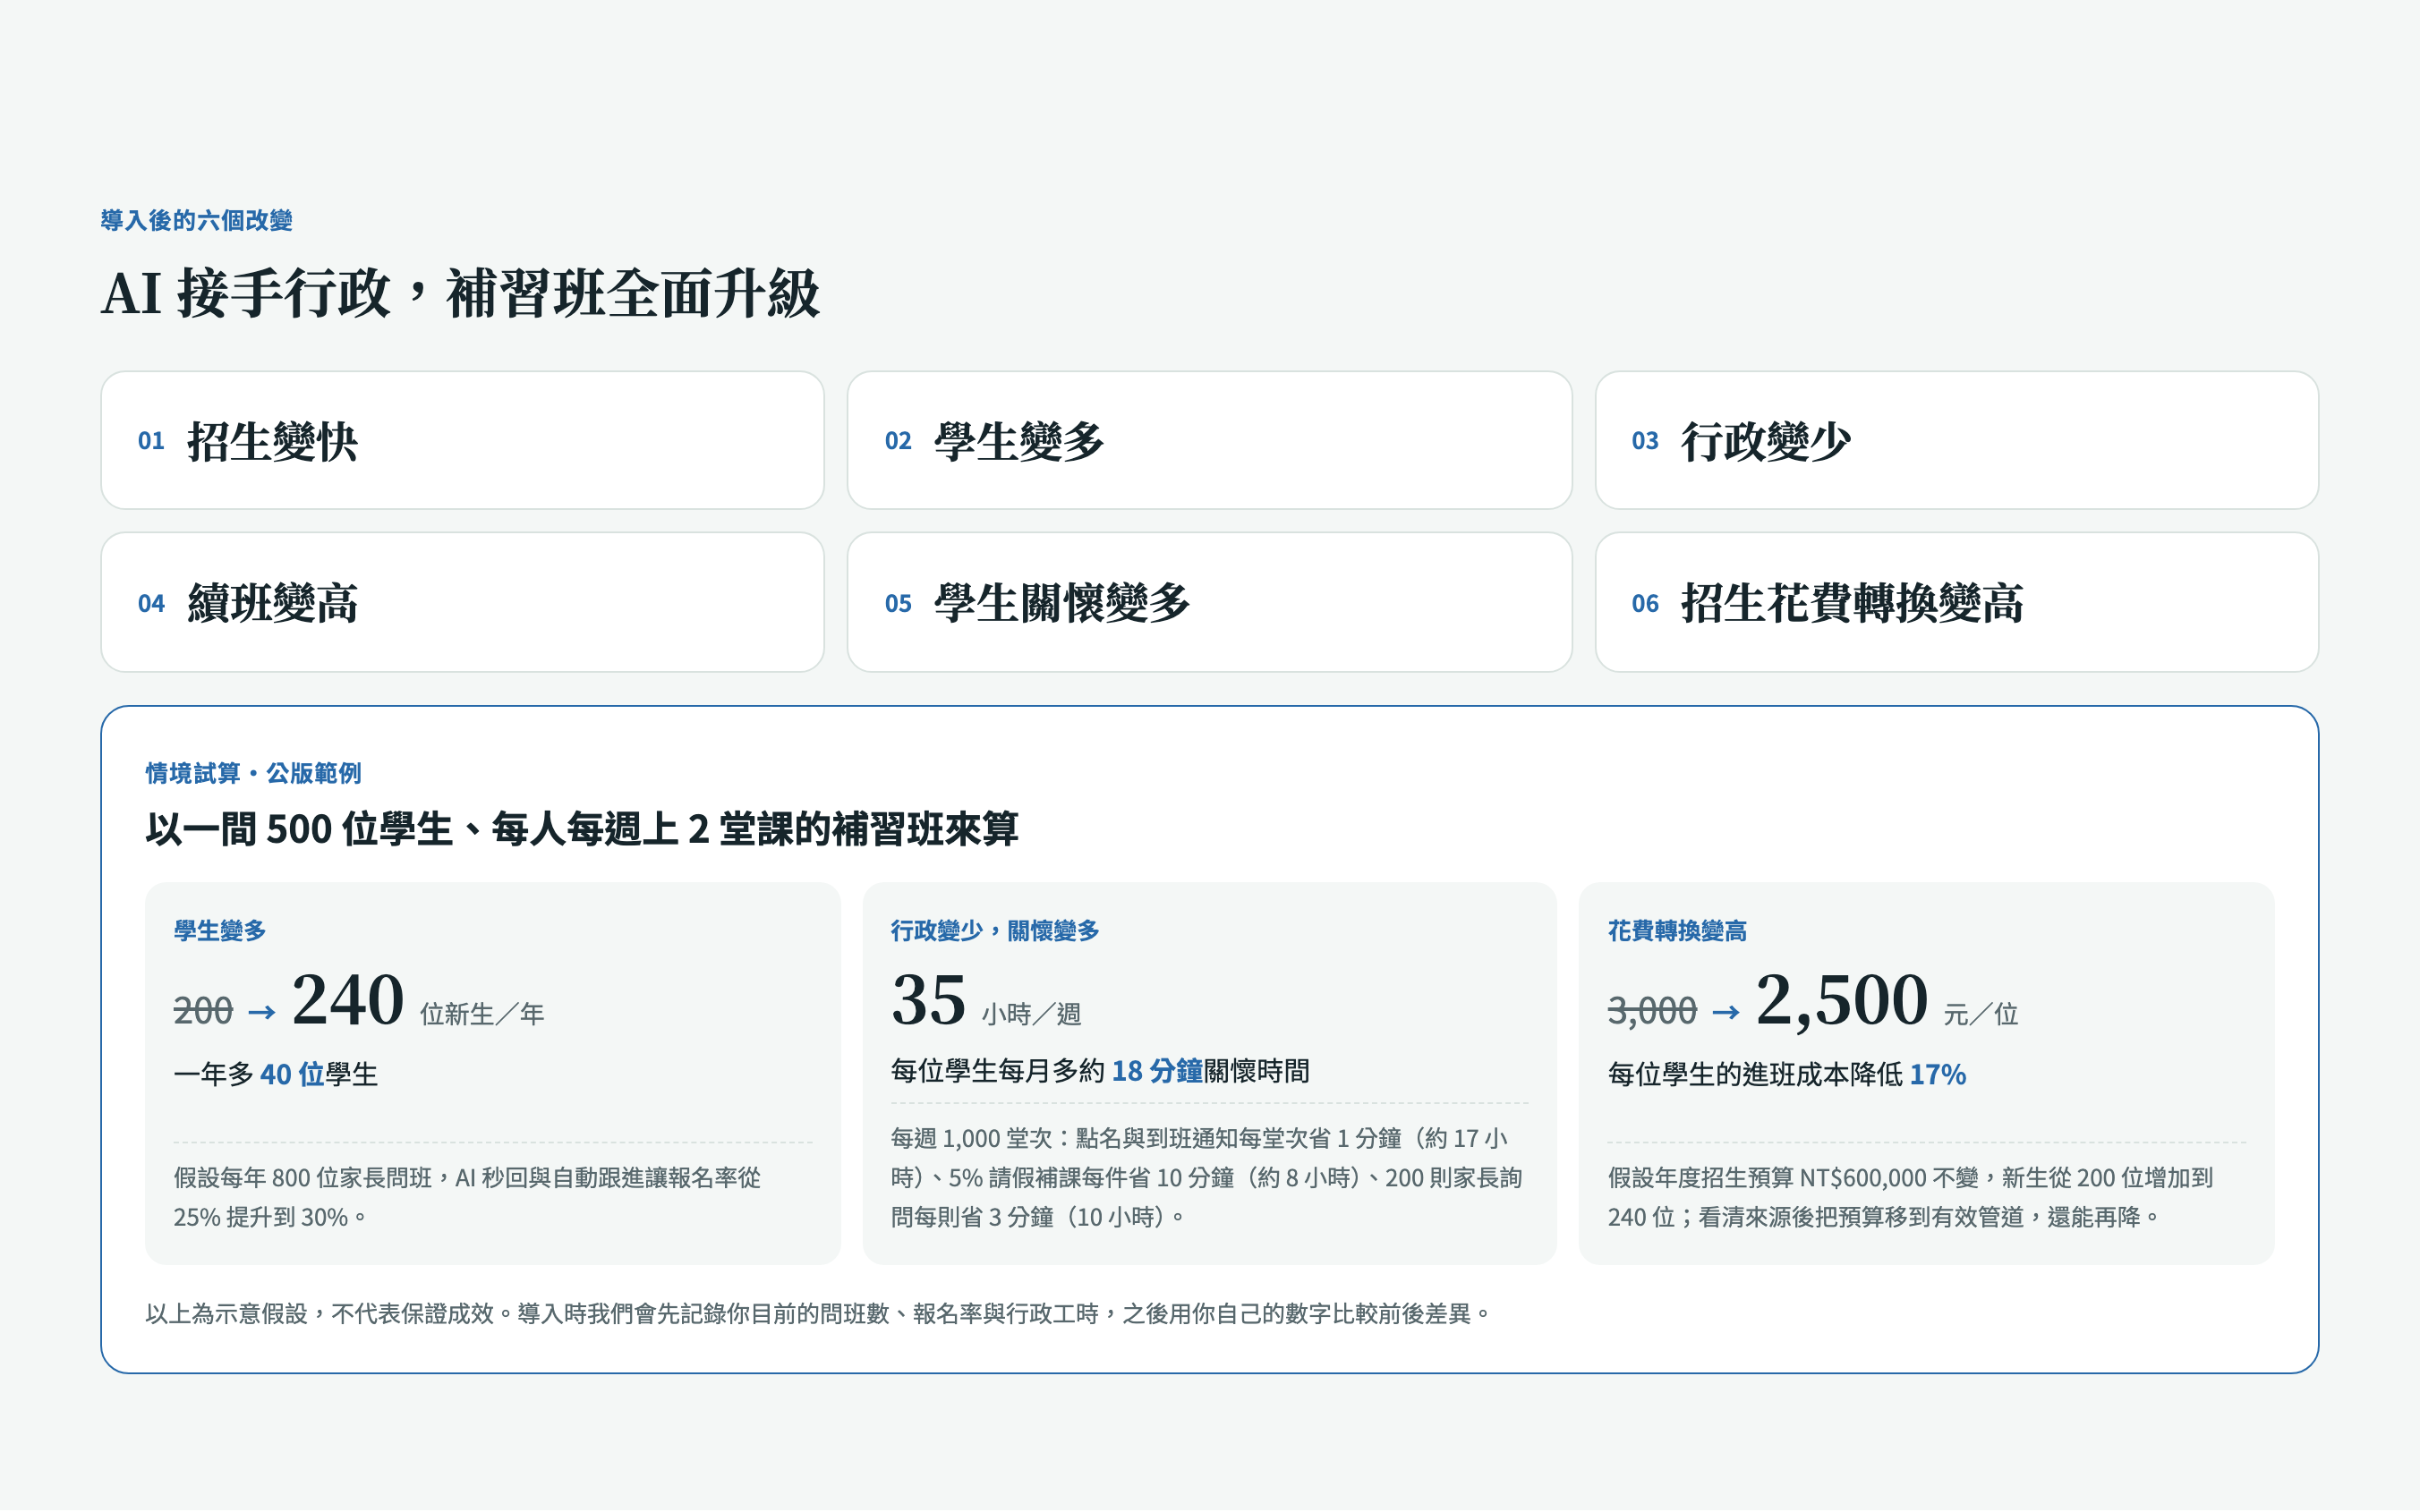 導入後的六個改變
AI 接手行政，補習班全面升級
01 招生變快
02 學生變多
03 行政變少
04 續班變高
05 學生關懷變多
06 招生花費轉換變高
情境試算・公版範例
以一間 500 位學生、每人每週上 2 堂課的補習班來算
學生變多
200 → 240 位新生／年
一年多 40 位學生
假設每年 800 位家長問班，AI 秒回與自動跟進讓報名率從
25% 提升到 30%。
行政變少，關懷變多
35 小時／週
每位學生每月多約 18 分鐘關懷時間
每週 1,000 堂次：點名與到班通知每堂次省 1 分鐘（約 17 小
時）、5% 請假補課每件省 10 分鐘（約 8 小時）、200 則家長詢
問每則省 3 分鐘（10 小時）。
花費轉換變高
3,000 → 2,500 元／位
每位學生的進班成本降低 17%
假設年度招生預算 NT$600,000 不變，新生從 200 位增加到
240 位；看清來源後把預算移到有效管道，還能再降。
以上為示意假設，不代表保證成效。導入時我們會先記錄你目前的問班數、報名率與行政工時，之後用你自己的數字比較前後差異。